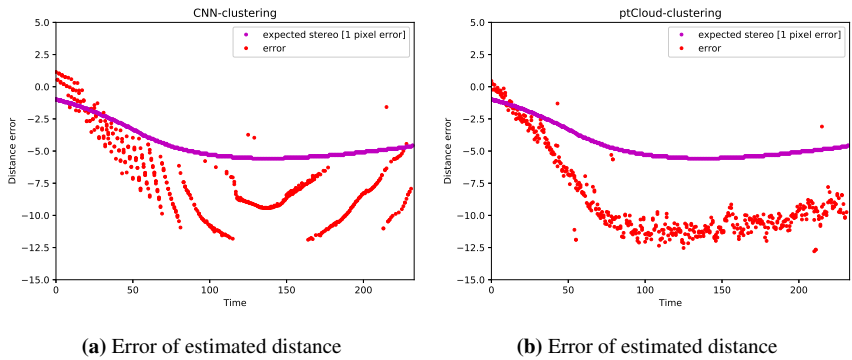 CNN-clustering
expected stereo [1 pixel error]
error
5.0
2.5
0.0
−2.5
−5.0
−7.5
−10.0
−12.5
−15.0
Distance error
0
50
100
150
200
Time
(a) Error of estimated distance
ptCloud-clustering
expected stereo [1 pixel error]
error
5.0
2.5
0.0
−2.5
−5.0
−7.5
−10.0
−12.5
−15.0
Distance error
0
50
100
150
200
Time
(b) Error of estimated distance